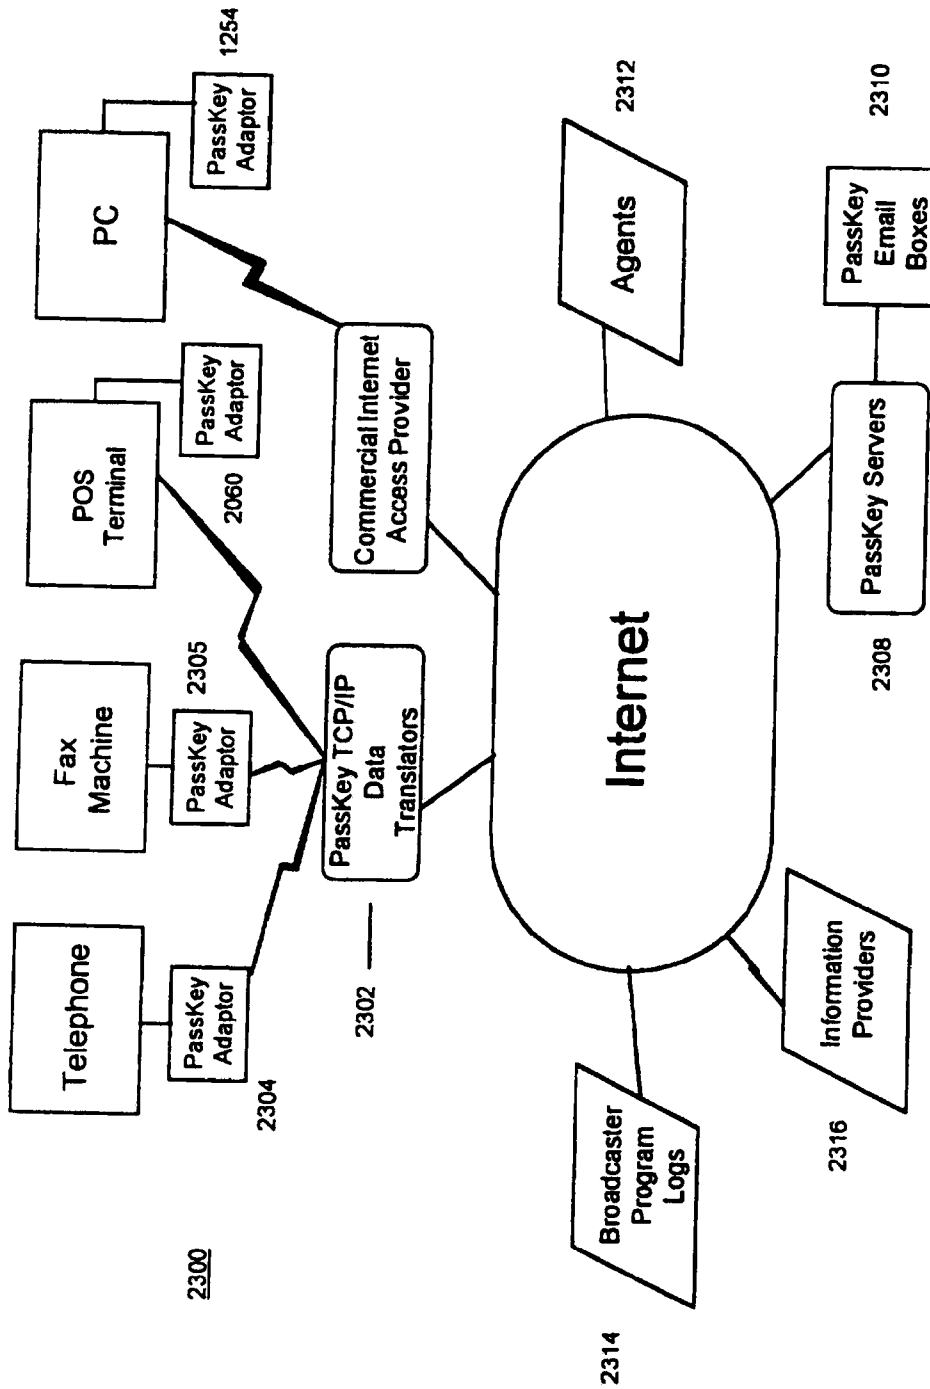 2300
Telephone
PassKey
Adaptor
2304
Fax
Machine
PassKey
Adaptor
2305
POS
Terminal
PassKey
Adaptor
2060
PC
PassKey
Adaptor
1254
2302
PassKey TCP/IP
Data
Translators
Commercial Internet
Access Provider
Internet
Broadcaster
Program
Logs
2314
Information
Providers
2316
PassKey Servers
2308
PassKey
Email
Boxes
2310
Agents
2312